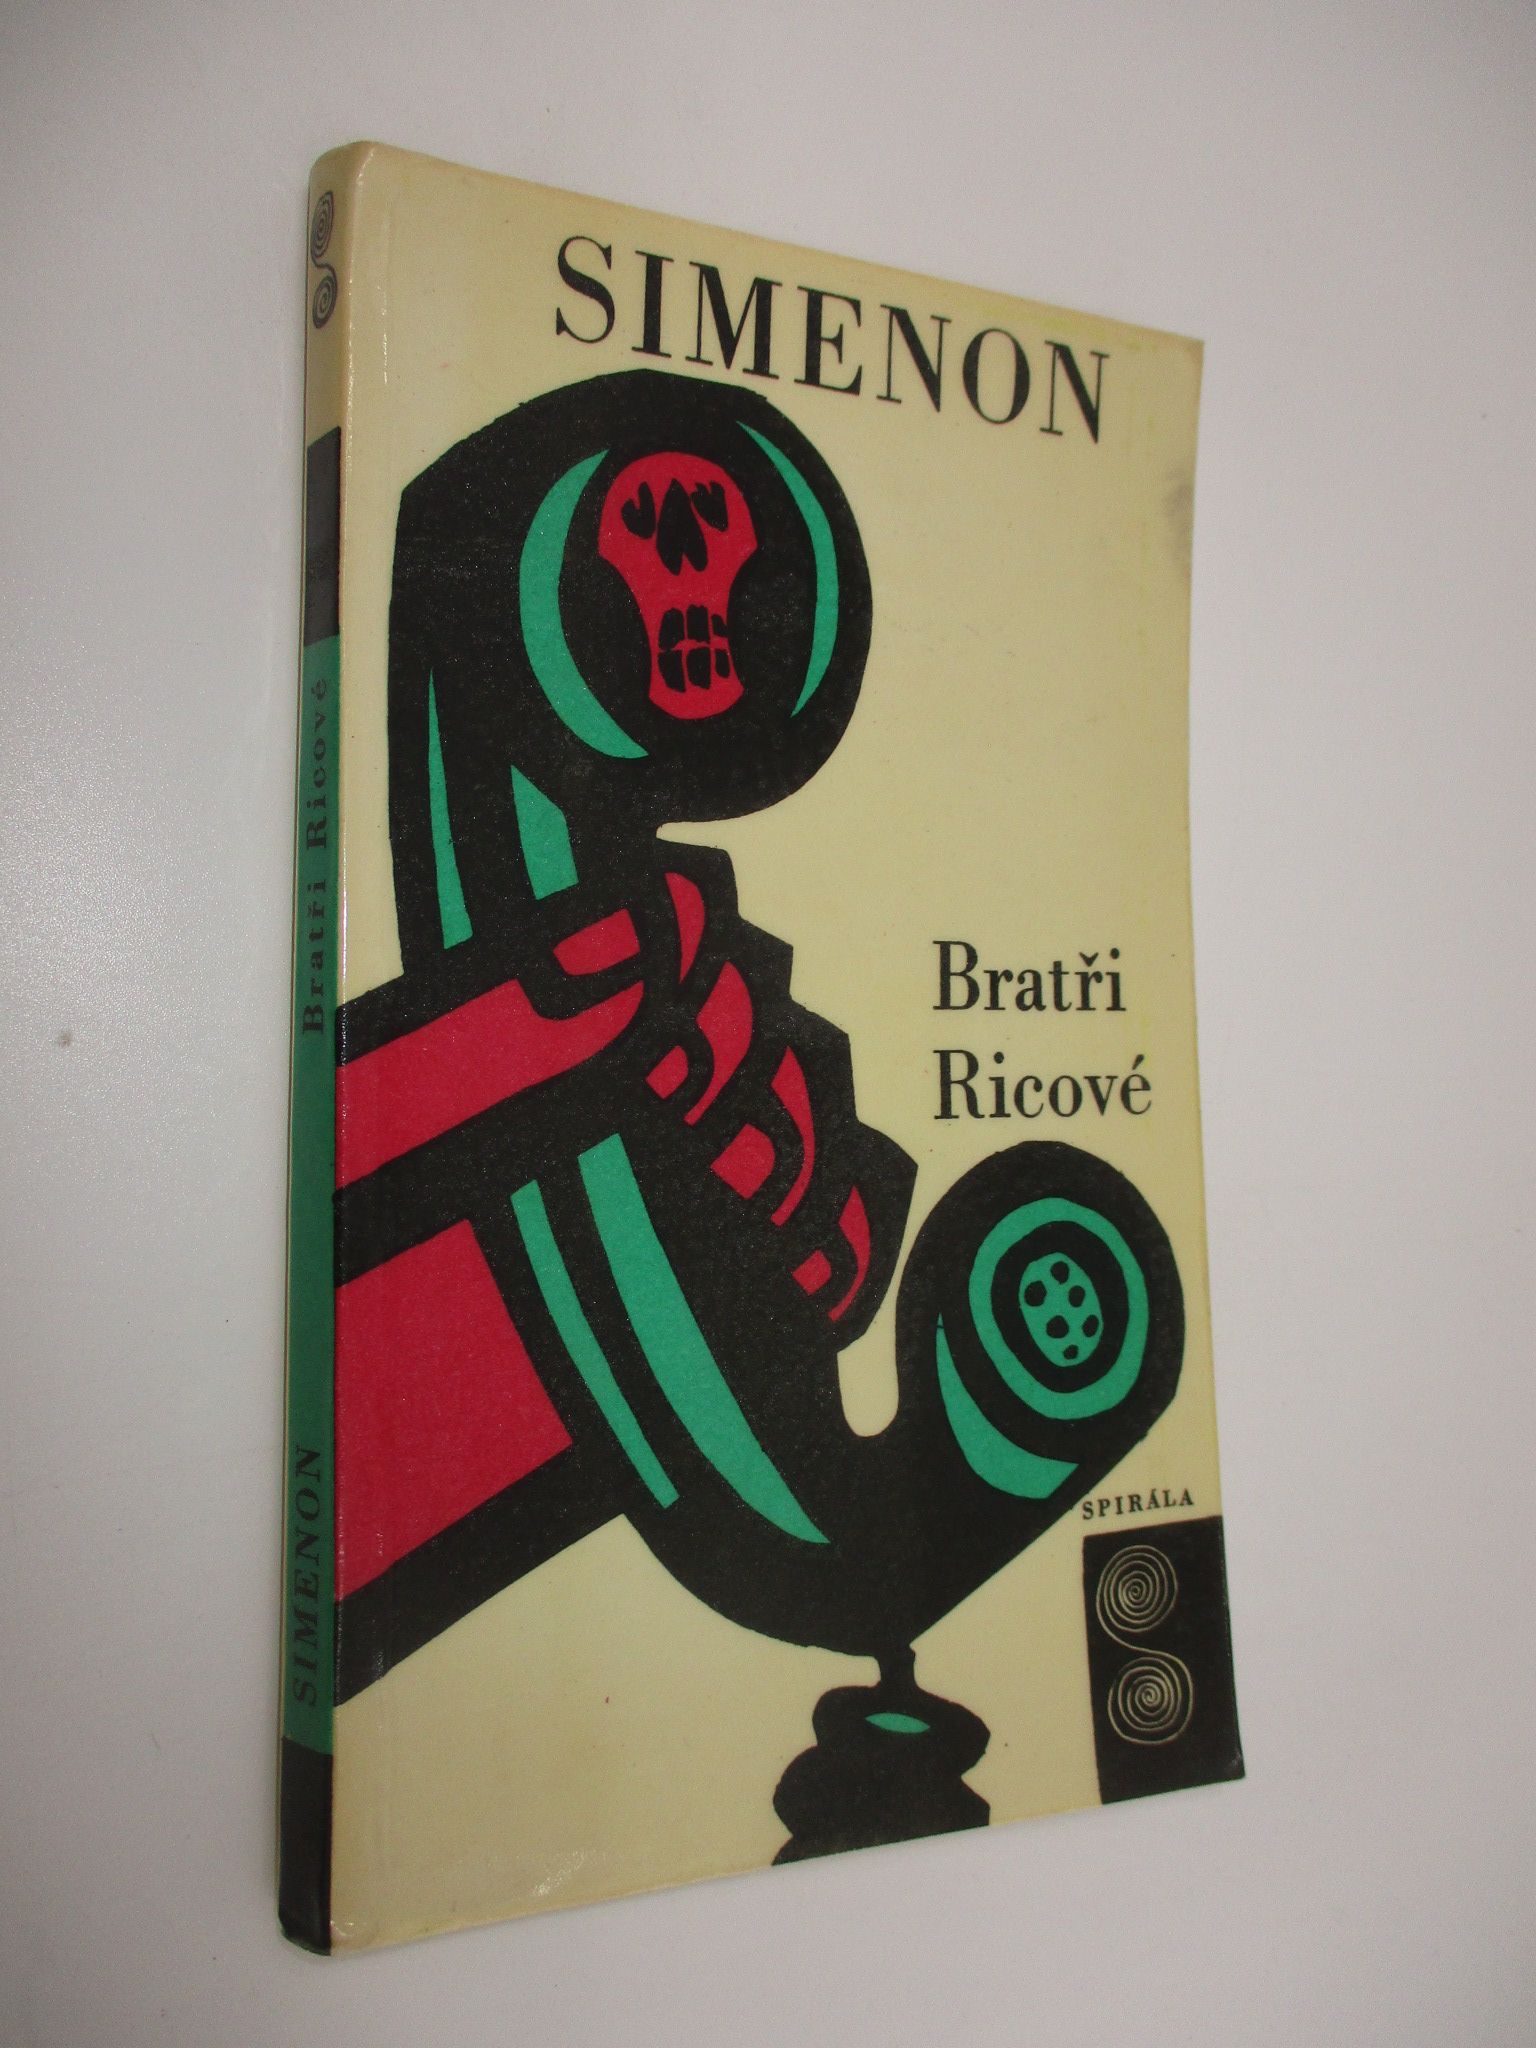 SIMENON
Bratři
Ricové
SPIRÁLA
Bratři Ricové
SIMENON